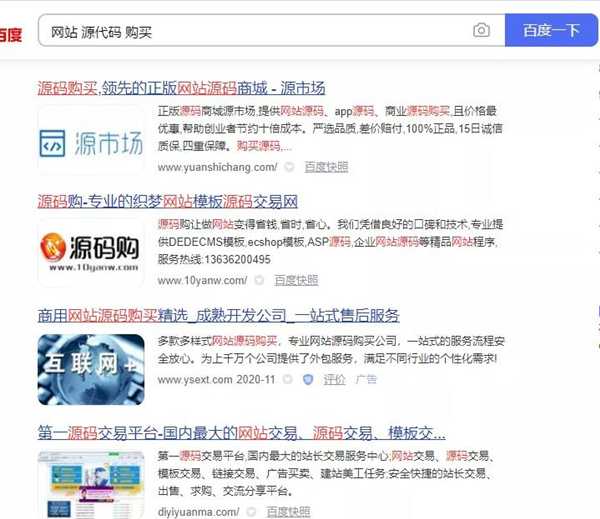 百度
网站 源代码 购买
百度一下
源码购买,领先的正版网站源码商城 - 源市场
源市场
正版源码商城源市场,提供网站源码、app源码、商业源码购买,且价格最
优惠,帮助创业者节约十倍成本。严选品质,差价赔付,100%正品,15日诚信
质保,四重保障。购买源码,...
www.yuanshichang.com/ 百度快照
源码购-专业的织梦网站模板源码交易网
源码购
www.10yanw.com
源码购让做网站变得省钱,省时,省心。我们凭借良好的口碑和技术,专业提
供DEDECMS模板,ecshop模板,ASP源码,企业网站源码等精品网站程序,
服务热线:13636200495
www.10yanw.com/ 百度快照
商用网站源码购买精选_成熟开发公司_一站式售后服务
互联网+
多款多样式网站源码购买，专业网站源码购买公司，一站式的服务流程安
全放心。为上千万个公司提供了外包服务，满足不同行业的个性化需求!
www.ysext.com 2020-11 评价 广告
第一源码交易平台-国内最大的网站交易、源码交易、模板交...
第一源码交易平台,国内最大的站长交易服务中心;网站交易、源码交易、
模板交易、链接交易、广告买卖、建站美工任务;安全快捷的站长交易、
出售、求购、交流分享平台。
diyiyuanma.com/ 百度快照